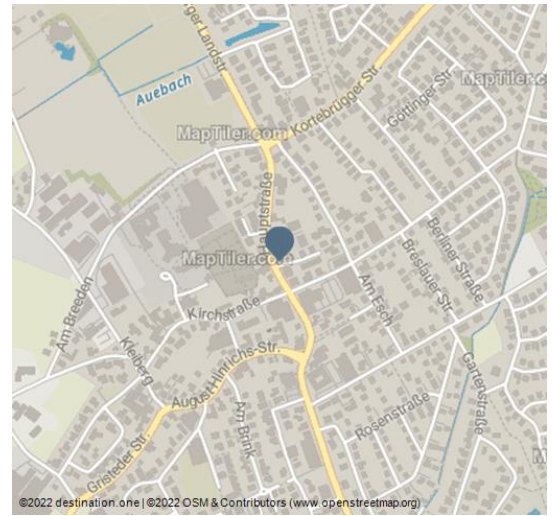 ger Landstr.
Auebach
Kortebrügger Str.
Göttinger Str.
MapTiler.co
MapTiler.com
Hauptstraße
MapTiler.com
Berliner Straße
Breslauer Str.
Am Esch
Kirchstraße
Am Breeden
Kleiberg
August-Hinrichs-Str.
Gartenstraße
Am Brink
Rosenstraße
Gristeder Str.
M
©2022 destination.one | ©2022 OSM & Contributors (www.openstreetmap.org)